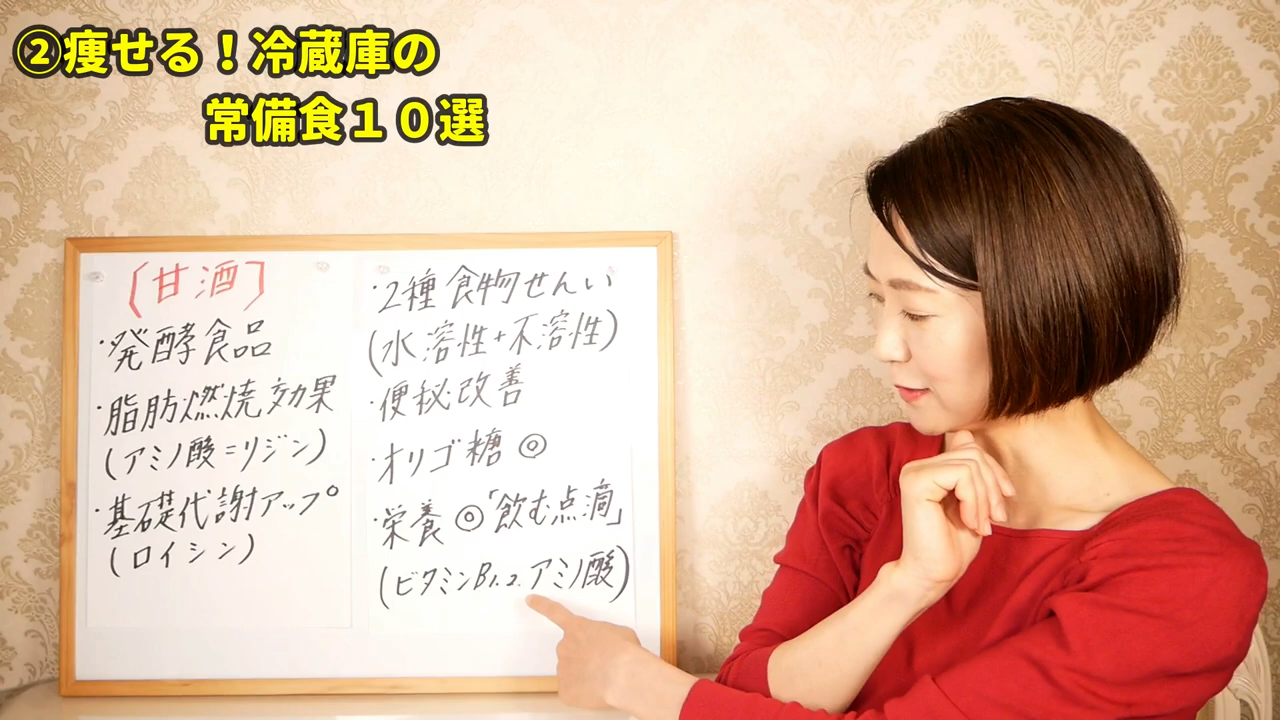 ②痩せる！冷蔵庫の
常備食１０選
[甘酒]
・発酵食品
・脂肪燃焼効果
(アミノ酸=リジン)
・基礎代謝アップ
(ロイシン)
・2種食物せんい
(水溶性+不溶性)
・便秘改善
・オリゴ糖◎
・栄養◎「飲む点滴」
(ビタミンB1.2.アミノ酸)